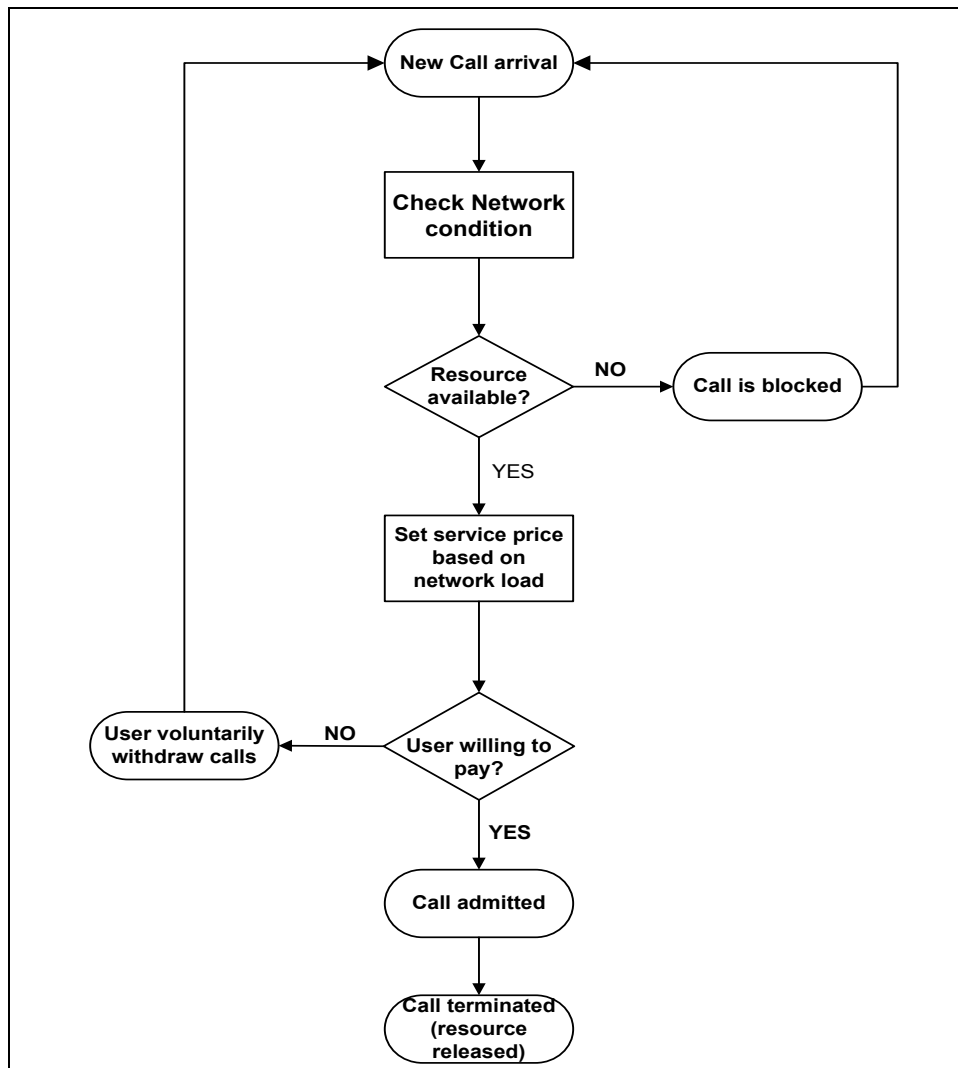 New Call arrival
Check Network
condition
Resource
available?
NO
Call is blocked
YES
Set service price
based on
network load
User willing to
pay?
NO
User voluntarily
withdraw calls
YES
Call admitted
Call terminated
(resource
released)